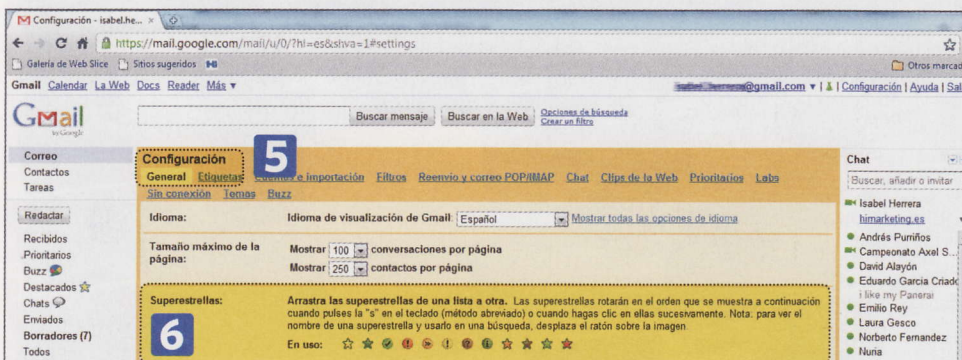 Configuración - isabel.he...
https://mail.google.com/mail/u/0/?hl=es&shva=1#settings
Galería de Web Slice Sitios sugeridos Otros marcad
Gmail Calendar La Web Docs Reader Más @gmail.com Configuración Ayuda Sal
Gmail by Google
Buscar mensaje Buscar en la Web Opciones de búsqueda
Crear un filtro
Correo
Contactos
Tareas
Redactar
Recibidos
Prioritarios
Buzz
Destacados
Chats
Enviados
Borradores (7)
Todos
Configuración 5
General Etiquetas e importación Filtros Reenvío y correo POP/IMAP Chat Clips de la Web Prioritarios Labs
Sin conexión Temas Buzz
Idioma: Idioma de visualización de Gmail: Español Mostrar todas las opciones de idioma
Tamaño máximo de la
página:
Mostrar 100 conversaciones por página
Mostrar 250 contactos por página
Superestrellas:
6
Arrastra las superestrellas de una lista a otra. Las superestrellas rotarán en el orden que se muestra a continuación
cuando pulses la "s" en el teclado (método abreviado) o cuando hagas clic en ellas sucesivamente. Nota: para ver el
nombre de una superestrella y usarlo en una búsqueda, desplaza el ratón sobre la imagen.
En uso:
Chat
Buscar, añadir o invitar
Isabel Herrera
himarketing.es
Andrés Purriños
Campeonato Axel S...
David Alayón
Eduardo García Criado
i like my Panerai
Emilio Rey
Laura Gesco
Norberto Fernandez
Nuria